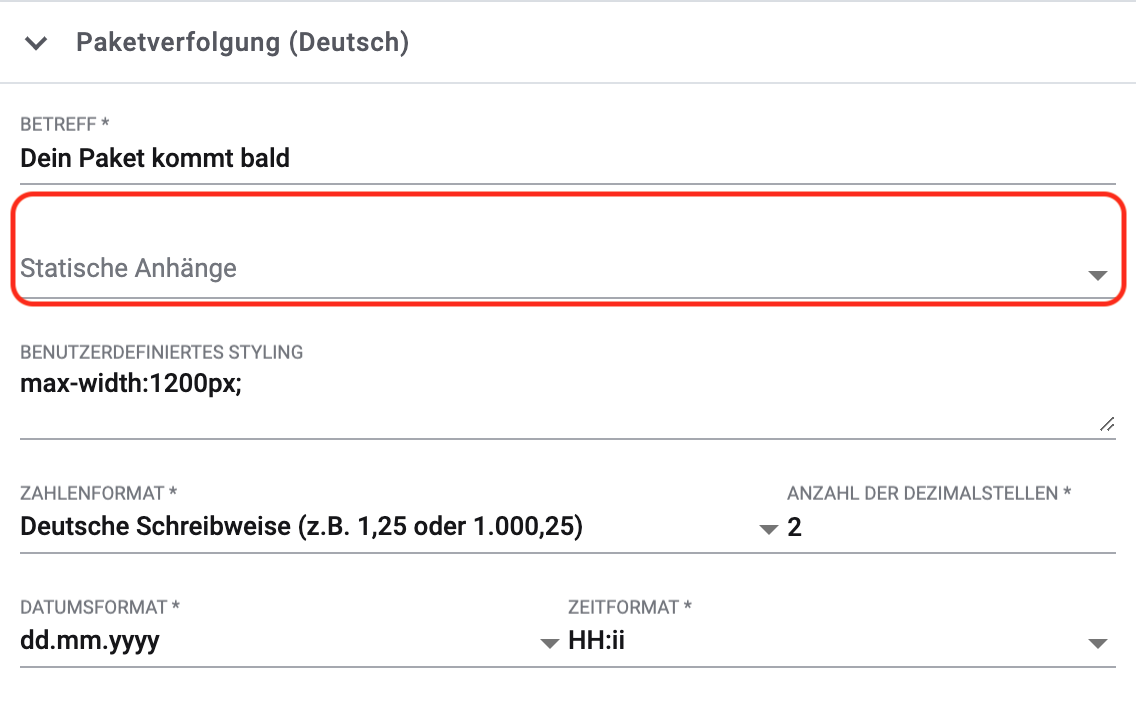 Paketverfolgung (Deutsch)
BETREFF *
Dein Paket kommt bald
Statische Anhänge
BENUTZERDEFINIERTES STYLING
max-width:1200px;
ZAHLENFORMAT * ANZAHL DER DEZIMALSTELLEN *
Deutsche Schreibweise (z.B. 1,25 oder 1.000,25) 2
DATUMSFORMAT * ZEITFORMAT *
dd.mm.yyyy HH:ii